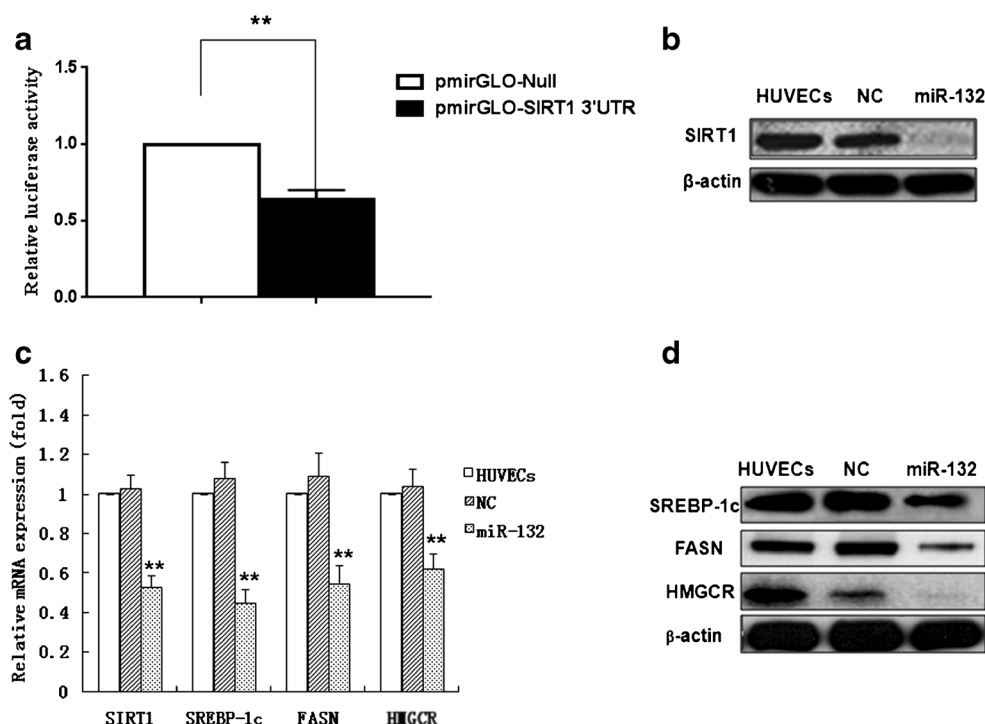 a
**
1.5
1.0
0.5
0.0
Relative luciferase activity
pmirGLO-Null
pmirGLO-SIRT1 3'UTR
b
HUVECs NC miR-132
SIRT1
β-actin
c
1.6
1.4
1.2
1
0.8
0.6
0.4
0.2
0
Relative mRNA expression (fold)
** ** ** **
HUVECs
NC
miR-132
SIRT1 SREBP-1c FASN HMGCR
d
HUVECs NC miR-132
SREBP-1c
FASN
HMGCR
β-actin